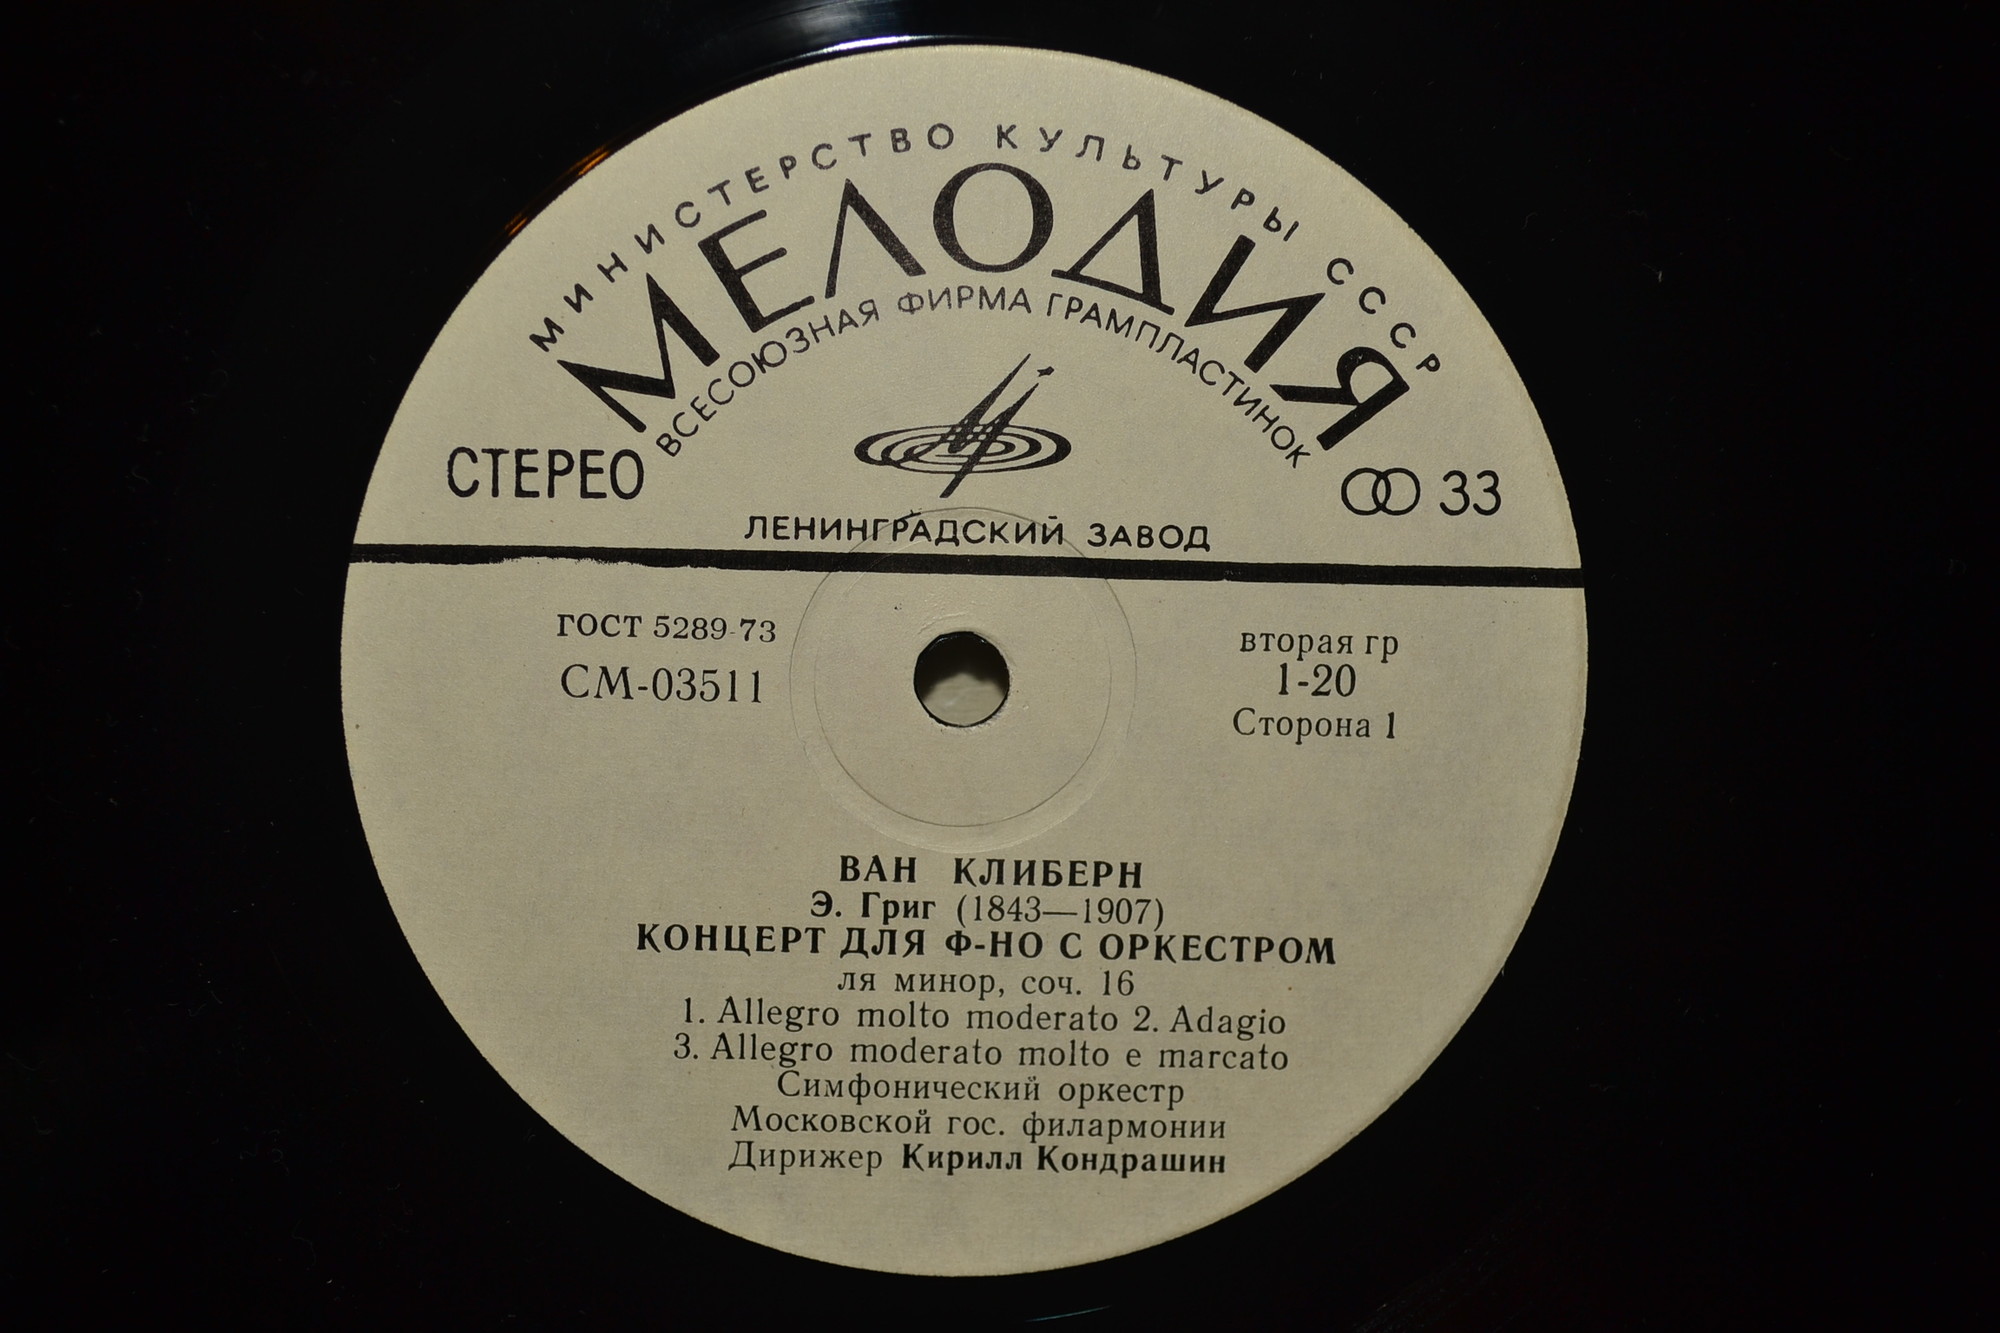 МИНИСТЕРСТВО КУЛЬТУРЫ СССР
МЕЛОДИЯ
ВСЕСОЮЗНАЯ ФИРМА ГРАМПЛАСТИНОК
СТЕРЕО
33
ЛЕНИНГРАДСКИЙ ЗАВОД
ГОСТ 5289-73
СМ-03511
вторая гр
1-20
Сторона 1
ВАН КЛИБЕРН
Э. Григ (1843—1907)
КОНЦЕРТ ДЛЯ Ф-НО С ОРКЕСТРОМ
ля минор, соч. 16
1. Allegro molto moderato 2. Adagio
3. Allegro moderato molto e marcato
Симфонический оркестр
Московской гос. филармонии
Дирижер Кирилл Кондрашин